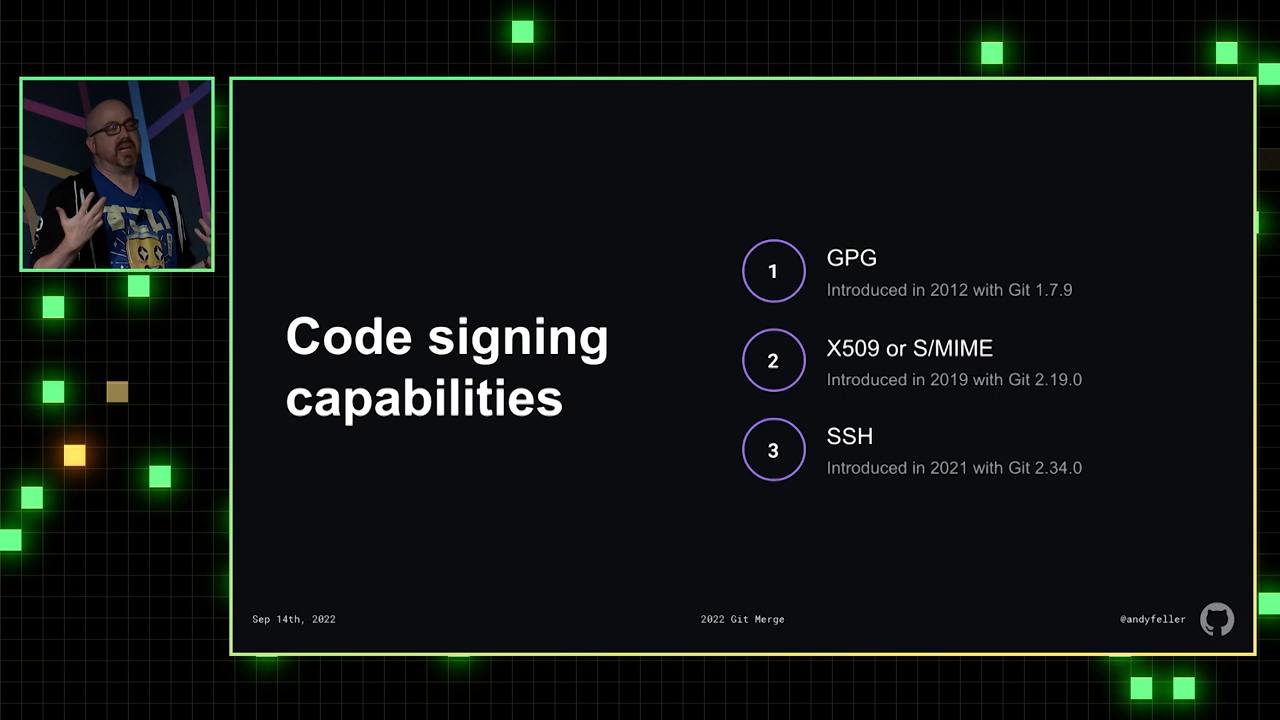 Code signing
capabilities
1
GPG
Introduced in 2012 with Git 1.7.9
2
X509 or S/MIME
Introduced in 2019 with Git 2.19.0
3
SSH
Introduced in 2021 with Git 2.34.0
Sep 14th, 2022
2022 Git Merge
@andyfeller